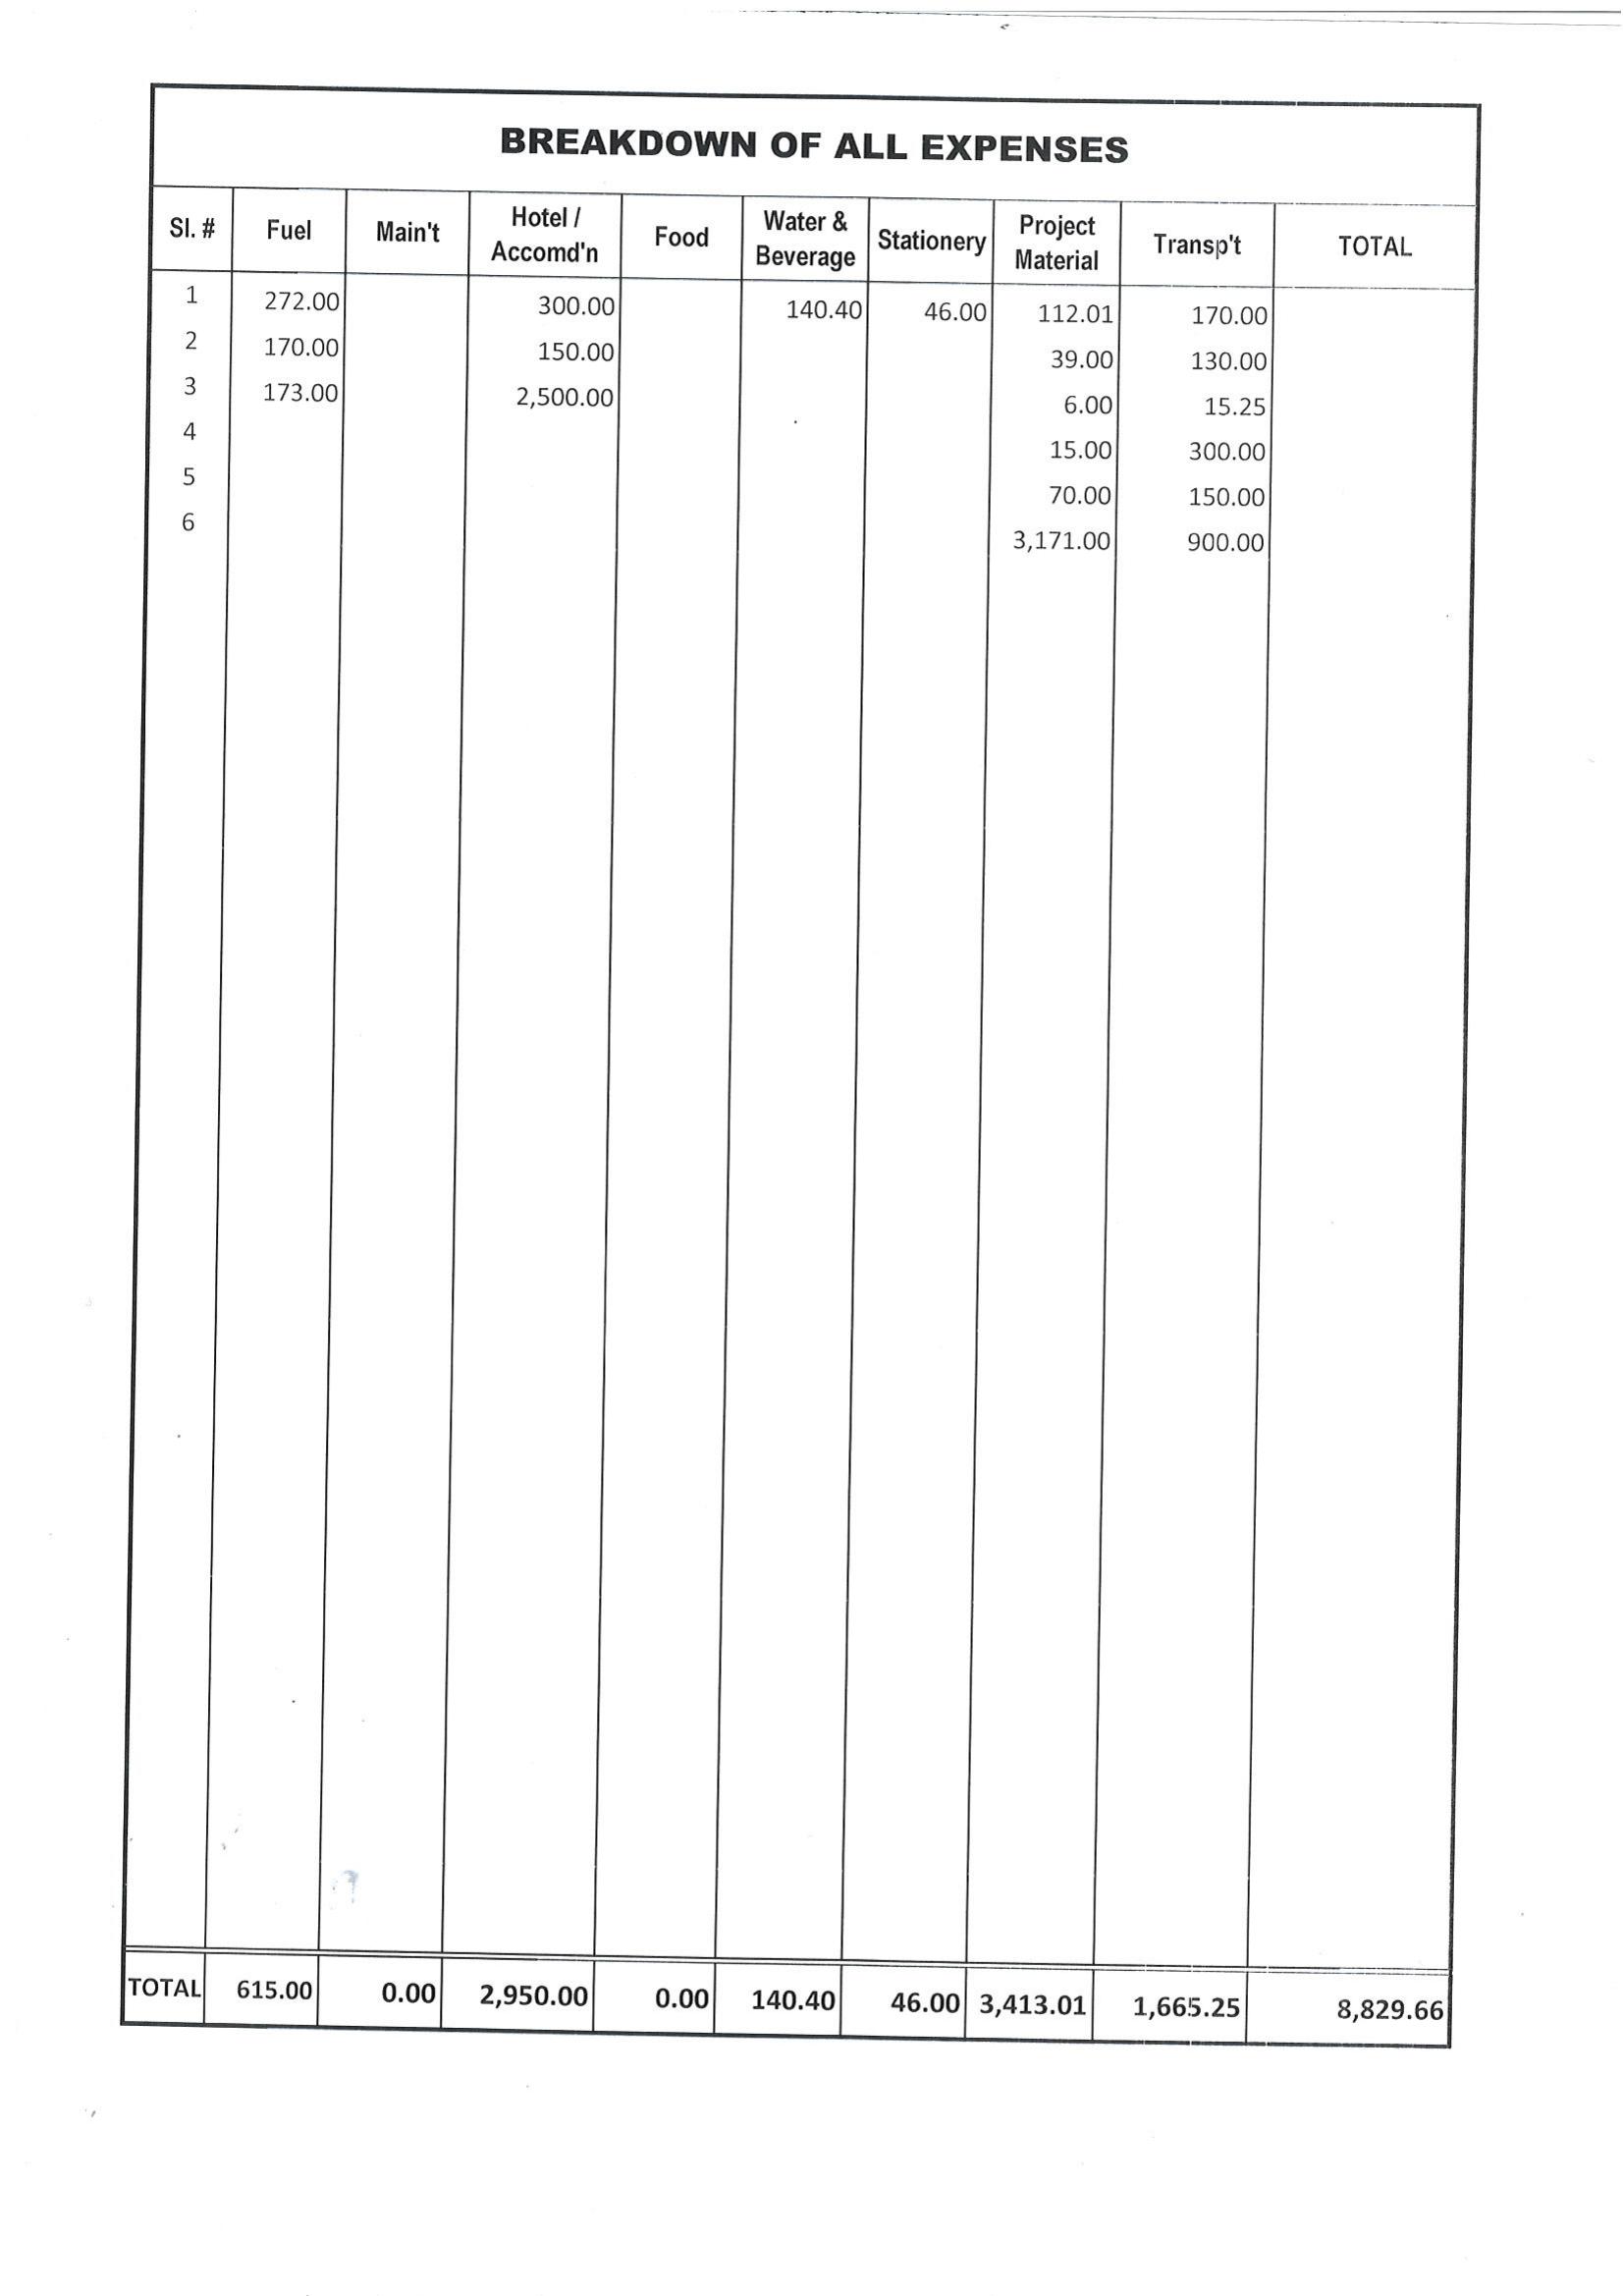 BREAKDOWN OF ALL EXPENSES
Sl. # Fuel Main't Hotel / Accomd'n Food Water & Beverage Stationery Project Material Transp't TOTAL
1 272.00 300.00 140.40 46.00 112.01 170.00
2 170.00 150.00 39.00 130.00
3 173.00 2,500.00 6.00 15.25
4 15.00 300.00
5 70.00 150.00
6 3,171.00 900.00
TOTAL 615.00 0.00 2,950.00 0.00 140.40 46.00 3,413.01 1,665.25 8,829.66